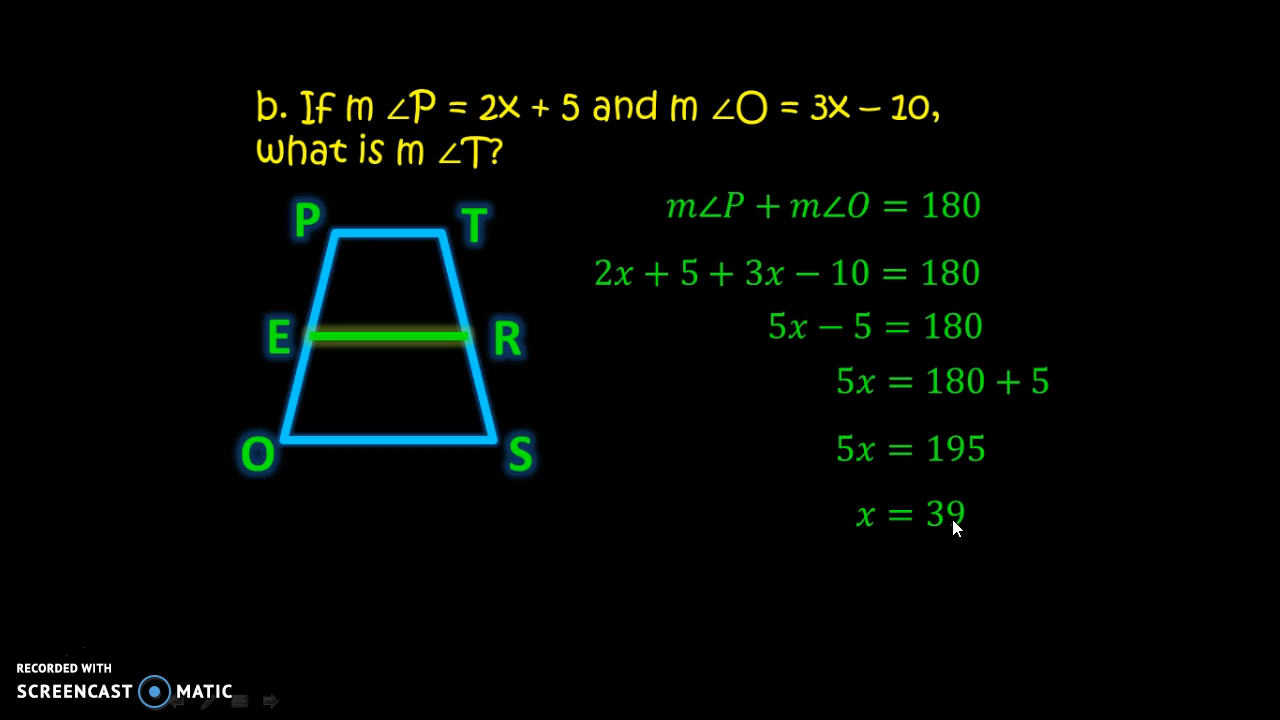 b. If m ∠P = 2x + 5 and m ∠O = 3x – 10,
what is m ∠T?
P T
E R
O S
m∠P + m∠O = 180
2x + 5 + 3x − 10 = 180
5x − 5 = 180
5x = 180 + 5
5x = 195
x = 39
RECORDED WITH
SCREENCAST MATIC